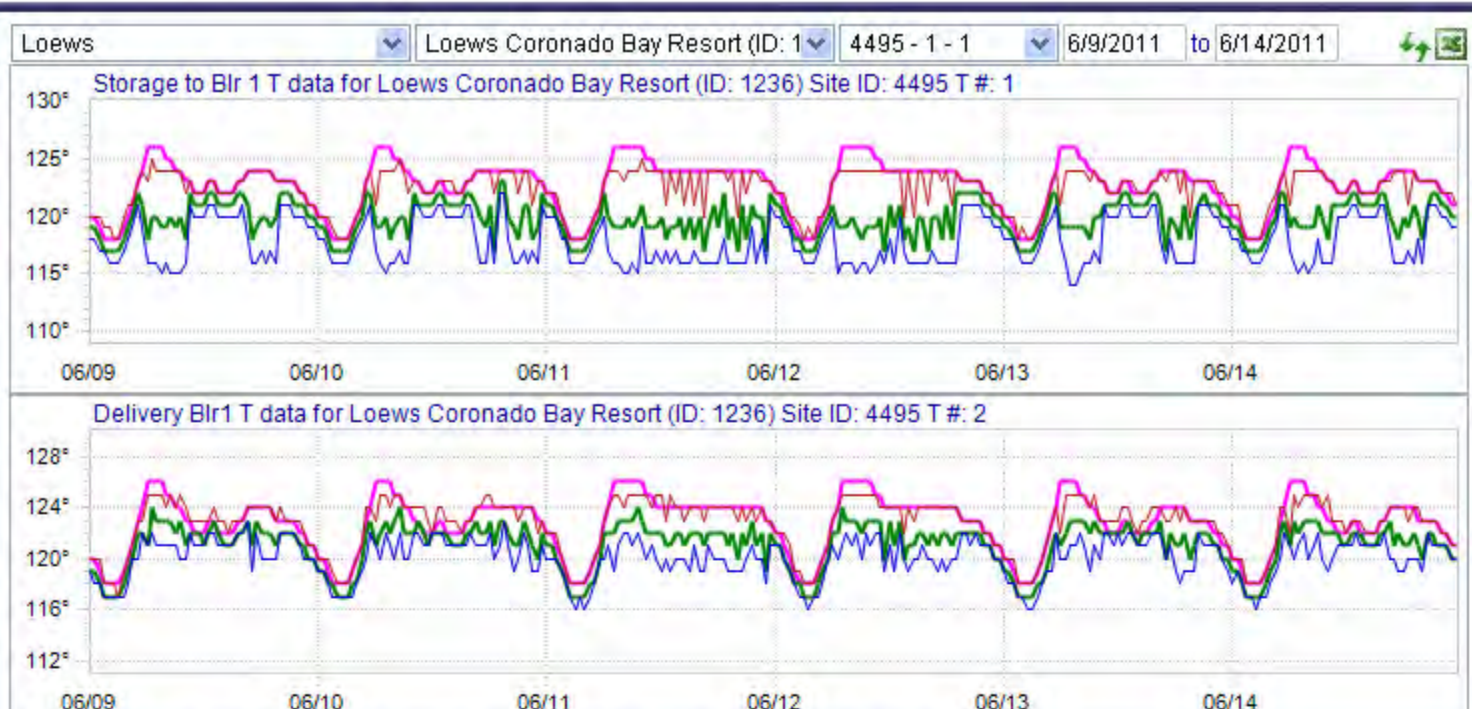 Loews Loews Coronado Bay Resort (ID: 1 4495 - 1 - 1 6/9/2011 to 6/14/2011
Storage to Blr 1 T data for Loews Coronado Bay Resort (ID: 1236) Site ID: 4495 T #: 1
130°
125°
120°
115°
110°
06/09 06/10 06/11 06/12 06/13 06/14
Delivery Blr1 T data for Loews Coronado Bay Resort (ID: 1236) Site ID: 4495 T #: 2
128°
124°
120°
116°
112°
06/09 06/10 06/11 06/12 06/13 06/14